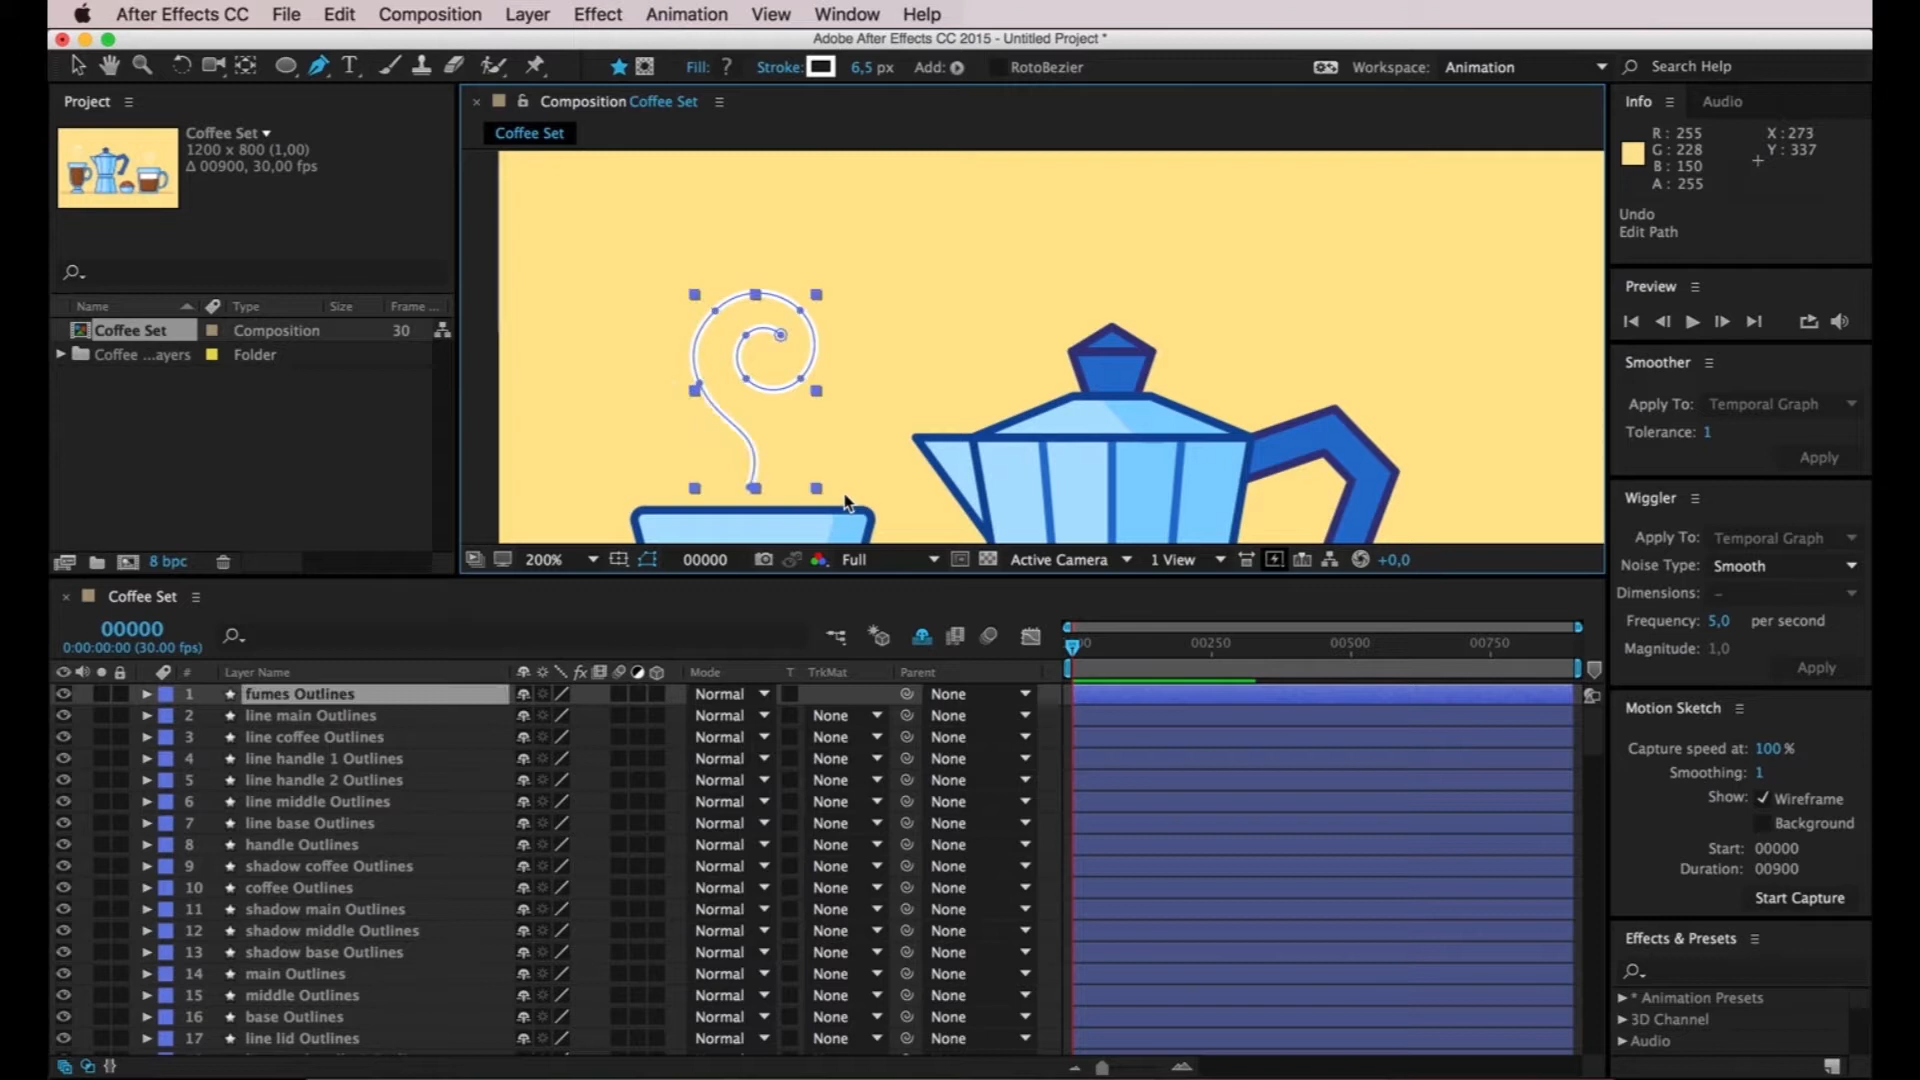 After Effects CC File Edit Composition Layer Effect Animation View Window Help
Adobe After Effects CC 2015 - Untitled Project *
Fill: ? Stroke: 6,5 px Add: RotoBezier Workspace: Animation Search Help
Project
Coffee Set
1200 x 800 (1,00)
Δ 00900, 30,00 fps
Name Type Size Frame ...
Coffee Set Composition 30
Coffee ...ayers Folder
8 bpc
Composition Coffee Set
Coffee Set
200% 00000 Full Active Camera 1 View +0,0
Info Audio
R : 255 X : 273
G : 228 Y : 337
B : 150
A : 255
Undo
Edit Path
Preview
Smoother
Apply To: Temporal Graph
Tolerance: 1
Apply
Wiggler
Apply To: Temporal Graph
Noise Type: Smooth
Dimensions: –
Frequency: 5,0 per second
Magnitude: 1,0
Apply
Motion Sketch
Capture speed at: 100 %
Smoothing: 1
Show: Wireframe
Background
Start: 00000
Duration: 00900
Start Capture
Effects & Presets
* Animation Presets
3D Channel
Audio
Coffee Set
00000
0:00:00:00 (30.00 fps)
00250 00500 00750
# Layer Name fx Mode T TrkMat Parent
1 fumes Outlines Normal None
2 line main Outlines Normal None None
3 line coffee Outlines Normal None None
4 line handle 1 Outlines Normal None None
5 line handle 2 Outlines Normal None None
6 line middle Outlines Normal None None
7 line base Outlines Normal None None
8 handle Outlines Normal None None
9 shadow coffee Outlines Normal None None
10 coffee Outlines Normal None None
11 shadow main Outlines Normal None None
12 shadow middle Outlines Normal None None
13 shadow base Outlines Normal None None
14 main Outlines Normal None None
15 middle Outlines Normal None None
16 base Outlines Normal None None
17 line lid Outlines Normal None None